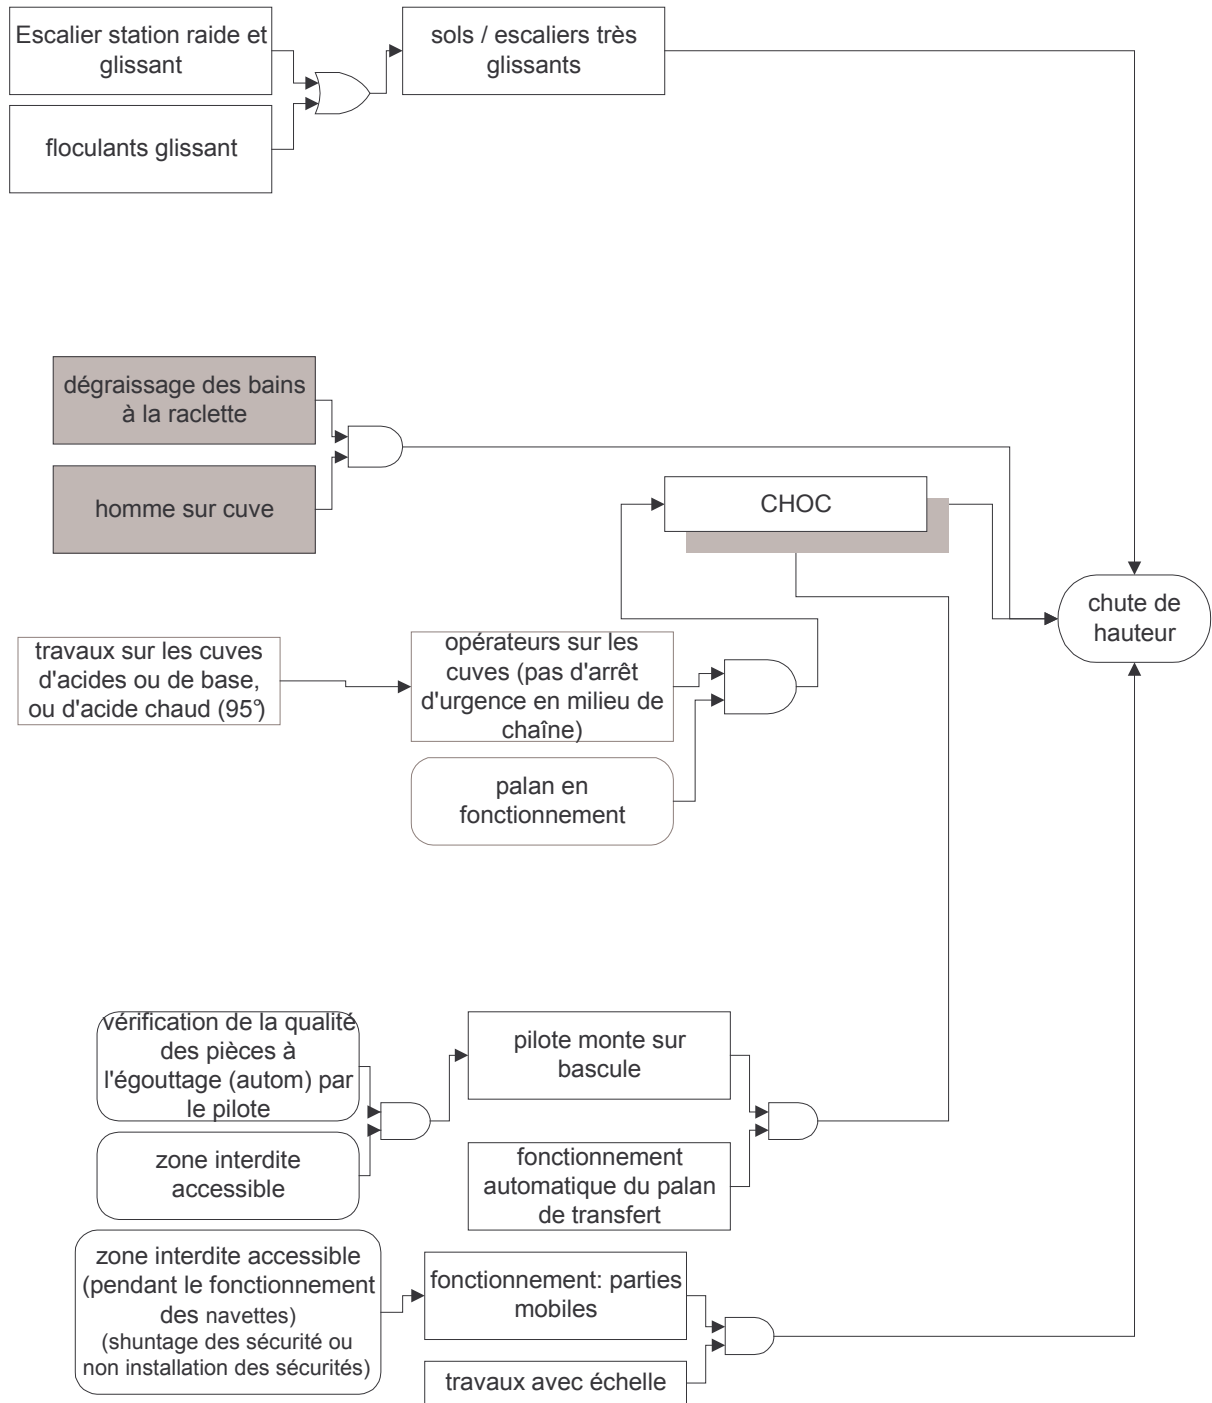 Escalier station raide et
glissant
sols / escaliers très
glissants
floculants glissant
dégraissage des bains
à la raclette
homme sur cuve
CHOC
chute de
hauteur
travaux sur les cuves
d'acides ou de base,
ou d'acide chaud (95°)
opérateurs sur les
cuves (pas d'arrêt
d'urgence en milieu de
chaîne)
palan en
fonctionnement
vérification de la qualité
des pièces à
l'égouttage (autom) par
le pilote
zone interdite
accessible
pilote monte sur
bascule
fonctionnement
automatique du palan
de transfert
zone interdite accessible
(pendant le fonctionnement
des navettes)
(shuntage des sécurité ou
non installation des sécurités)
fonctionnement: parties
mobiles
travaux avec échelle